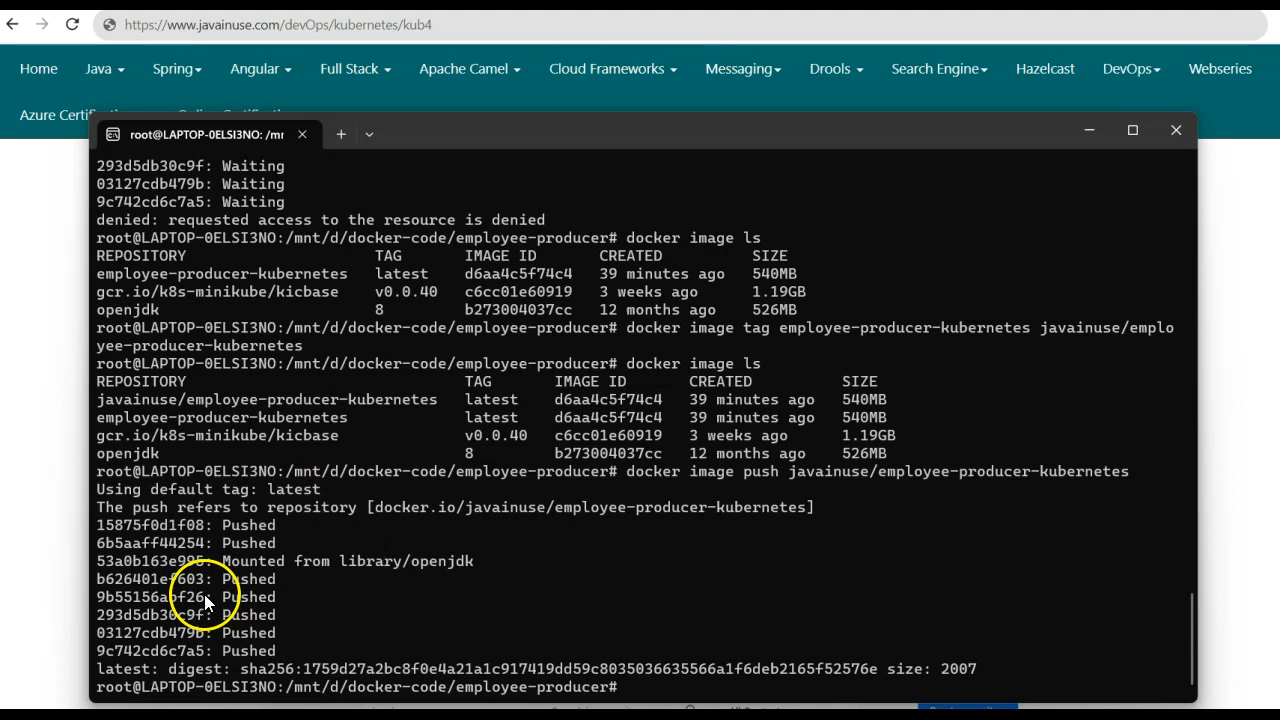 https://www.javainuse.com/devOps/kubernetes/kub4
Home Java Spring Angular Full Stack Apache Camel Cloud Frameworks Messaging Drools Search Engine Hazelcast DevOps Webseries
Azure
root@LAPTOP-0ELSI3NO: /mr
293d5db30c9f: Waiting
03127cdb479b: Waiting
9c742cd6c7a5: Waiting
denied: requested access to the resource is denied
root@LAPTOP-0ELSI3NO:/mnt/d/docker-code/employee-producer# docker image ls
REPOSITORY TAG IMAGE ID CREATED SIZE
employee-producer-kubernetes latest d6aa4c5f74c4 39 minutes ago 540MB
gcr.io/k8s-minikube/kicbase v0.0.40 c6cc01e60919 3 weeks ago 1.19GB
openjdk 8 b273004037cc 12 months ago 526MB
root@LAPTOP-0ELSI3NO:/mnt/d/docker-code/employee-producer# docker image tag employee-producer-kubernetes javainuse/emplo
yee-producer-kubernetes
root@LAPTOP-0ELSI3NO:/mnt/d/docker-code/employee-producer# docker image ls
REPOSITORY TAG IMAGE ID CREATED SIZE
javainuse/employee-producer-kubernetes latest d6aa4c5f74c4 39 minutes ago 540MB
employee-producer-kubernetes latest d6aa4c5f74c4 39 minutes ago 540MB
gcr.io/k8s-minikube/kicbase v0.0.40 c6cc01e60919 3 weeks ago 1.19GB
openjdk 8 b273004037cc 12 months ago 526MB
root@LAPTOP-0ELSI3NO:/mnt/d/docker-code/employee-producer# docker image push javainuse/employee-producer-kubernetes
Using default tag: latest
The push refers to repository [docker.io/javainuse/employee-producer-kubernetes]
15875f0d1f08: Pushed
6b5aaff44254: Pushed
53a0b163e995: Mounted from library/openjdk
b626401ef603: Pushed
9b55156abf26: Pushed
293d5db30c9f: Pushed
03127cdb479b: Pushed
9c742cd6c7a5: Pushed
latest: digest: sha256:1759d27a2bc8f0e4a21a1c917419dd59c8035036635566a1f6deb2165f52576e size: 2007
root@LAPTOP-0ELSI3NO:/mnt/d/docker-code/employee-producer#